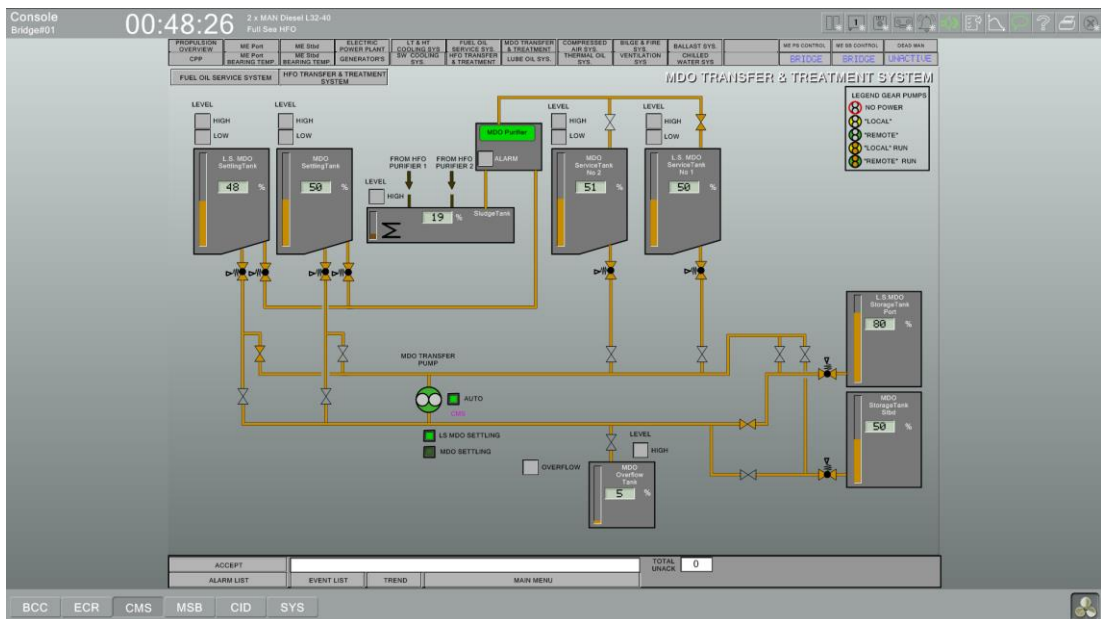 Console
Bridge#01
00:48:26
2 x MAN Diesel L32-40
Full Sea
HFO
PROPULSION OVERVIEW
ME Port
ME Stbd
ELECTRIC POWER PLANT
LT & HT COOLING SYS
FUEL OIL SERVICE SYS.
MDO TRANSFER & TREATMENT
COMPRESSED AIR SYS.
BILGE & FIRE SYS.
BALLAST SYS.
ME PS CONTROL
ME SB CONTROL
DEAD MAN
CPP
ME Port BEARING TEMP
ME Stbd BEARING TEMP
GENERATOR'S
SW COOLING SYS.
HFO TRANSFER & TREATMENT
LUBE OIL SYS.
THERMAL OIL SYS.
VENTILATION SYS
CHILLED WATER SYS
BRIDGE
BRIDGE
UNACTIVE
FUEL OIL SERVICE SYSTEM
HFO TRANSFER & TREATMENT SYSTEM
MDO TRANSFER & TREATMENT SYSTEM
LEGEND GEAR PUMPS
NO POWER
"LOCAL"
"REMOTE"
"LOCAL" RUN
"REMOTE" RUN
LEVEL
HIGH
LOW
LEVEL
HIGH
LOW
MDO Purifier
ALARM
LEVEL
HIGH
LOW
LEVEL
HIGH
LOW
L.S. MDO
SettlingTank
48 %
MDO
SettlingTank
50 %
FROM HFO PURIFIER 1
FROM HFO PURIFIER 2
LEVEL
HIGH
19 %
SludgeTank
Σ
MDO
ServiceTank
No 2
51 %
L.S. MDO
ServiceTank
No 1
50 %
L.S.MDO
StorageTank
Port
80 %
MDO TRANSFER
PUMP
AUTO
CMS
LS MDO SETTLING
MDO SETTLING
MDO
StorageTank
Stbd
50 %
LEVEL
HIGH
OVERFLOW
MDO
Overflow
Tank
5 %
ACCEPT
TOTAL UNACK
0
ALARM LIST
EVENT LIST
TREND
MAIN MENU
BCC
ECR
CMS
MSB
CID
SYS